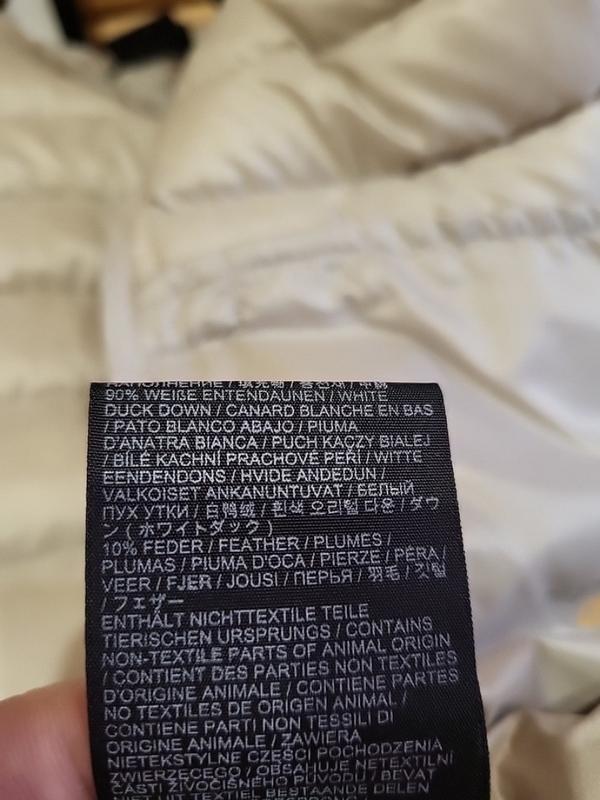 90% WEIßE ENTENDAUNEN / WHITE
DUCK DOWN / CANARD BLANCHE EN BAS
/ PATO BLANCO ABAJO / PIUMA
D'ANATRA BIANCA / PUCH KACZY BIALEJ
/ BÍLÉ KACHNÍ PRACHOVÉ PEŘÍ / WITTE
EENDENDONS / HVIDE ANDEDUN /
VALKOISET ANKANUNTUVAT / БЕЛЫЙ
ПУХ УТКИ / 白鸭绒 / 흰색 오리털 다운 / ダウ
ン ( ホワイトダック )
10% FEDER / FEATHER / PLUMES /
PLUMAS / PIUMA D'OCA / PIERZE / PÉRA /
VEER / FJER / JOUSI / ПЕРЬЯ / 羽毛 / 깃털
/ フェザー
ENTHÄLT NICHTTEXTILE TEILE
TIERISCHEN URSPRUNGS / CONTAINS
NON-TEXTILE PARTS OF ANIMAL ORIGIN
/ CONTIENT DES PARTIES NON TEXTILES
D'ORIGINE ANIMALE / CONTIENE PARTES
NO TEXTILES DE ORIGEN ANIMAL /
CONTIENE PARTI NON TESSILI DI
ORIGINE ANIMALE / ZAWIERA
NIETEKSTYLNE CZĘŚCI POCHODZENIA
ZWIERZĘCEGO / OBSAHUJE NETEXTILNÍ
ČÁSTI ŽIVOČIŠNÉHO PŮVODU / BEVAT
NIET UIT TEXTIEL BESTAANDE DELEN